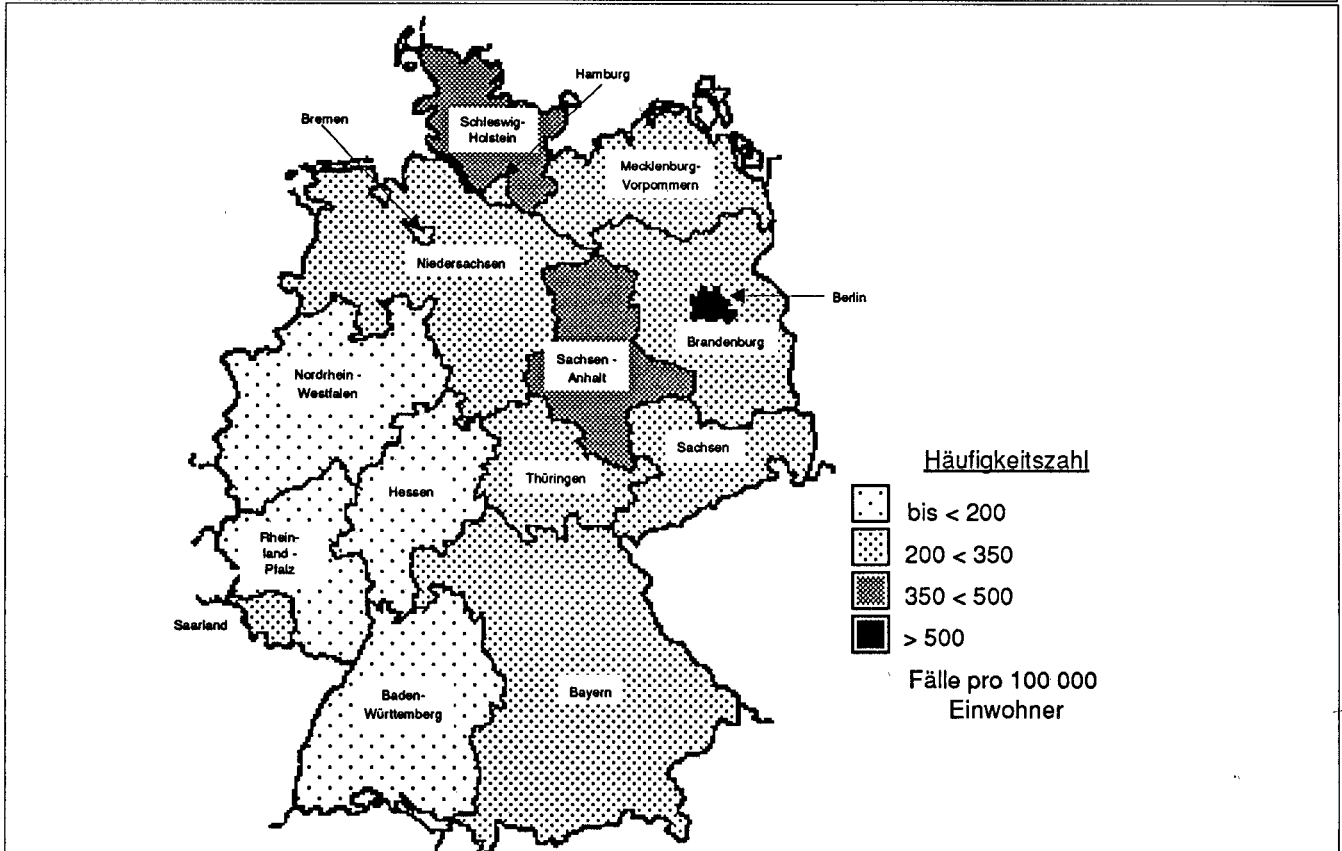 Hamburg
Bremen
Schleswig-
Holstein
Mecklenburg-
Vorpommern
Niedersachsen
Berlin
Brandenburg
Sachsen -
Anhalt
Nordrhein -
Westfalen
Sachsen
Thüringen
Hessen
Rhein-
land -
Pfalz
Saarland
Baden-
Württemberg
Bayern
Häufigkeitszahl
bis < 200
200 < 350
350 < 500
> 500
Fälle pro 100 000
Einwohner